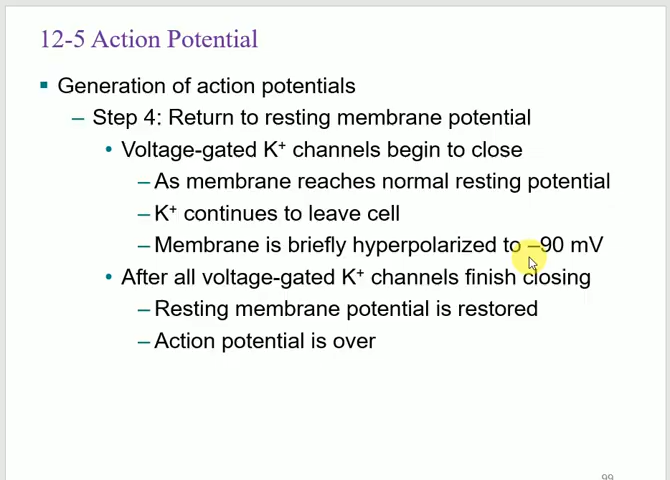 12-5 Action Potential
▪ Generation of action potentials
– Step 4: Return to resting membrane potential
• Voltage-gated K⁺ channels begin to close
– As membrane reaches normal resting potential
– K⁺ continues to leave cell
– Membrane is briefly hyperpolarized to –90 mV
• After all voltage-gated K⁺ channels finish closing
– Resting membrane potential is restored
– Action potential is over
99